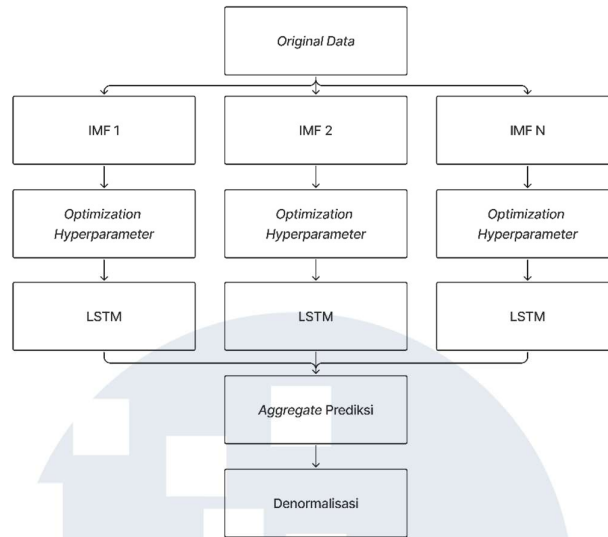 Original Data
IMF 1
IMF 2
IMF N
Optimization
Hyperparameter
Optimization
Hyperparameter
Optimization
Hyperparameter
LSTM
LSTM
LSTM
Aggregate Prediksi
Denormalisasi